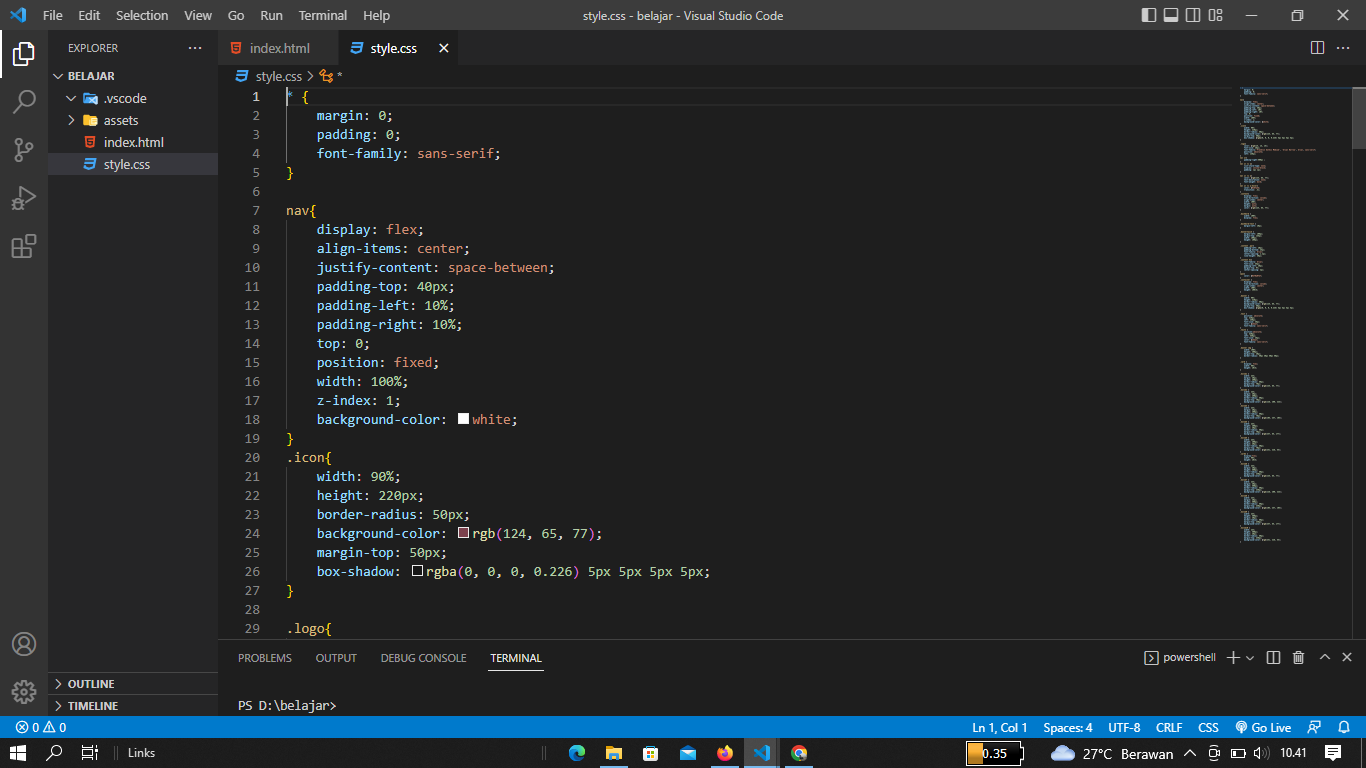 File Edit Selection View Go Run Terminal Help
style.css - belajar - Visual Studio Code
EXPLORER
BELAJAR
.vscode
assets
index.html
style.css
OUTLINE
TIMELINE
index.html
style.css
style.css > *
1 * {
2 margin: 0;
3 padding: 0;
4 font-family: sans-serif;
5 }
6
7 nav{
8 display: flex;
9 align-items: center;
10 justify-content: space-between;
11 padding-top: 40px;
12 padding-left: 10%;
13 padding-right: 10%;
14 top: 0;
15 position: fixed;
16 width: 100%;
17 z-index: 1;
18 background-color: white;
19 }
20 .icon{
21 width: 90%;
22 height: 220px;
23 border-radius: 50px;
24 background-color: rgb(124, 65, 77);
25 margin-top: 50px;
26 box-shadow: rgba(0, 0, 0, 0.226) 5px 5px 5px 5px;
27 }
28
29 .logo{
PROBLEMS OUTPUT DEBUG CONSOLE TERMINAL
powershell
PS D:\belajar>
0 0
Ln 1, Col 1 Spaces: 4 UTF-8 CRLF CSS Go Live
Links
0.35
27°C Berawan
10.41